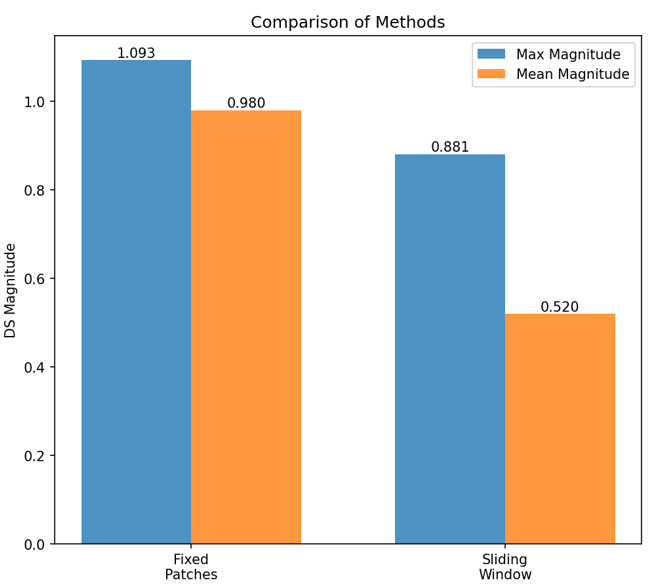 Comparison of Methods
Max Magnitude
Mean Magnitude
1.093
0.980
0.881
0.520
DS Magnitude
1.0
0.8
0.6
0.4
0.2
0.0
Fixed
Patches
Sliding
Window